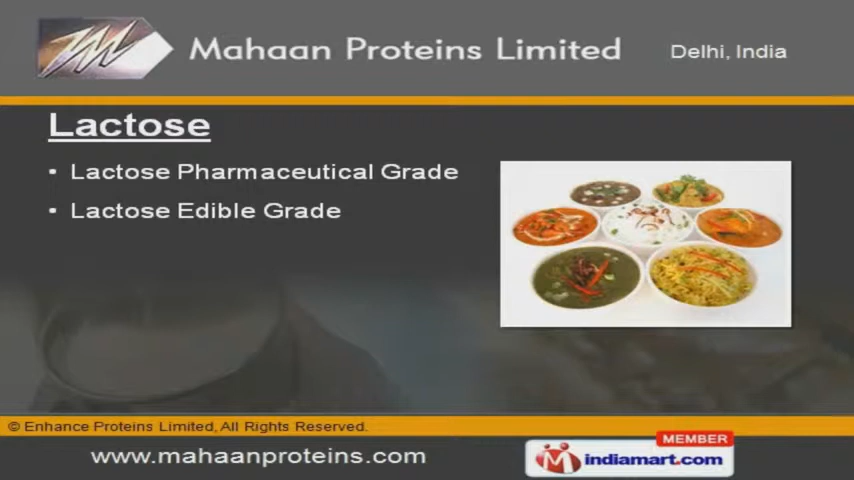 Mahaan Proteins Limited
Delhi, India
Lactose
• Lactose Pharmaceutical Grade
• Lactose Edible Grade
© Enhance Proteins Limited, All Rights Reserved.
www.mahaanproteins.com
MEMBER
indiamart.com